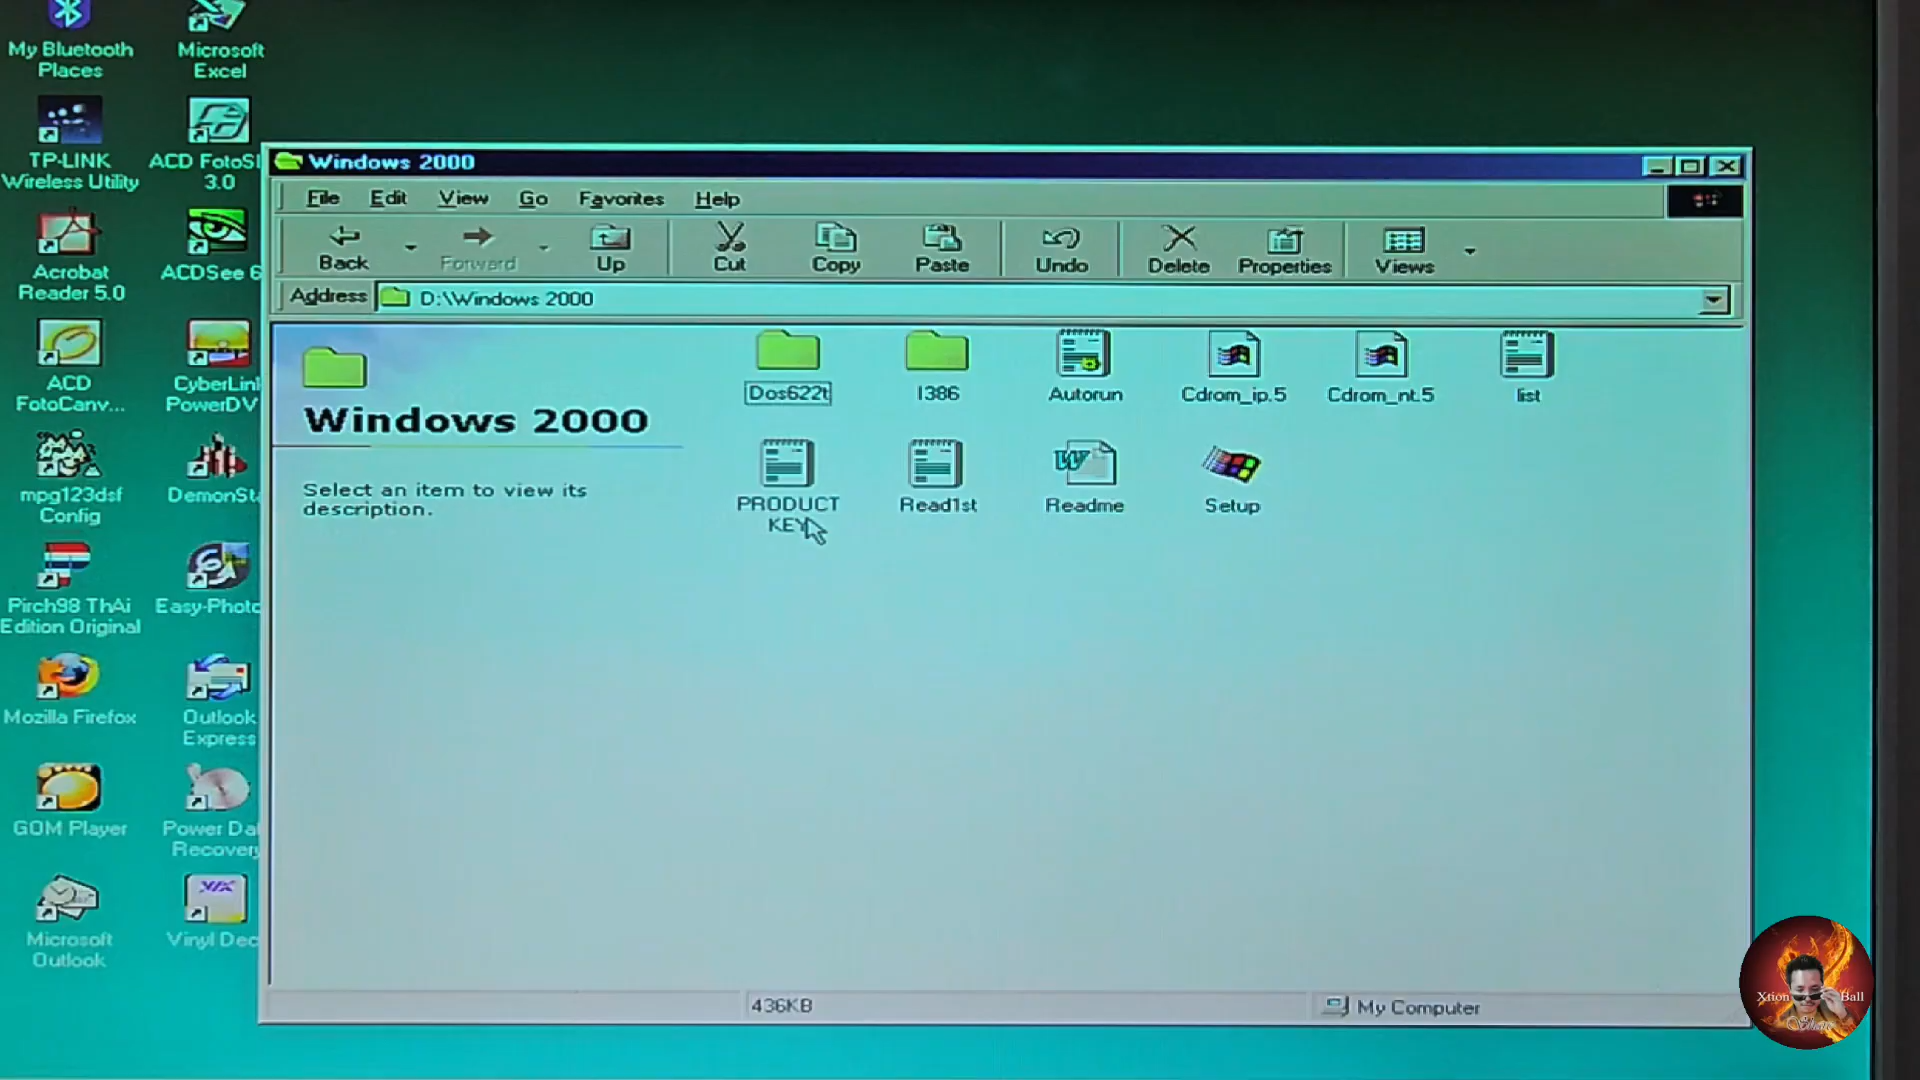 My Bluetooth
Places
Microsoft
Excel
TP-LINK
Wireless Utility
ACD FotoSl
3.0
Acrobat
Reader 5.0
ACDSee 6
ACD
FotoCanv...
CyberLink
PowerDV
mpg123dsf
Config
DemonSta
Pirch98 ThAi
Edition Original
Easy-Photo
Mozilla Firefox
Outlook
Express
GOM Player
Power Dat
Recovery
Microsoft
Outlook
VIA
Vinyl Dec
Windows 2000
File Edit View Go Favorites Help
Back Forward Up Cut Copy Paste Undo Delete Properties Views
Address D:\Windows 2000
Windows 2000
Select an item to view its
description.
Dos622t I386 Autorun Cdrom_ip.5 Cdrom_nt.5 list
PRODUCT
KEY
Read1st Readme Setup
436KB
My Computer
Xtion Ball
Share